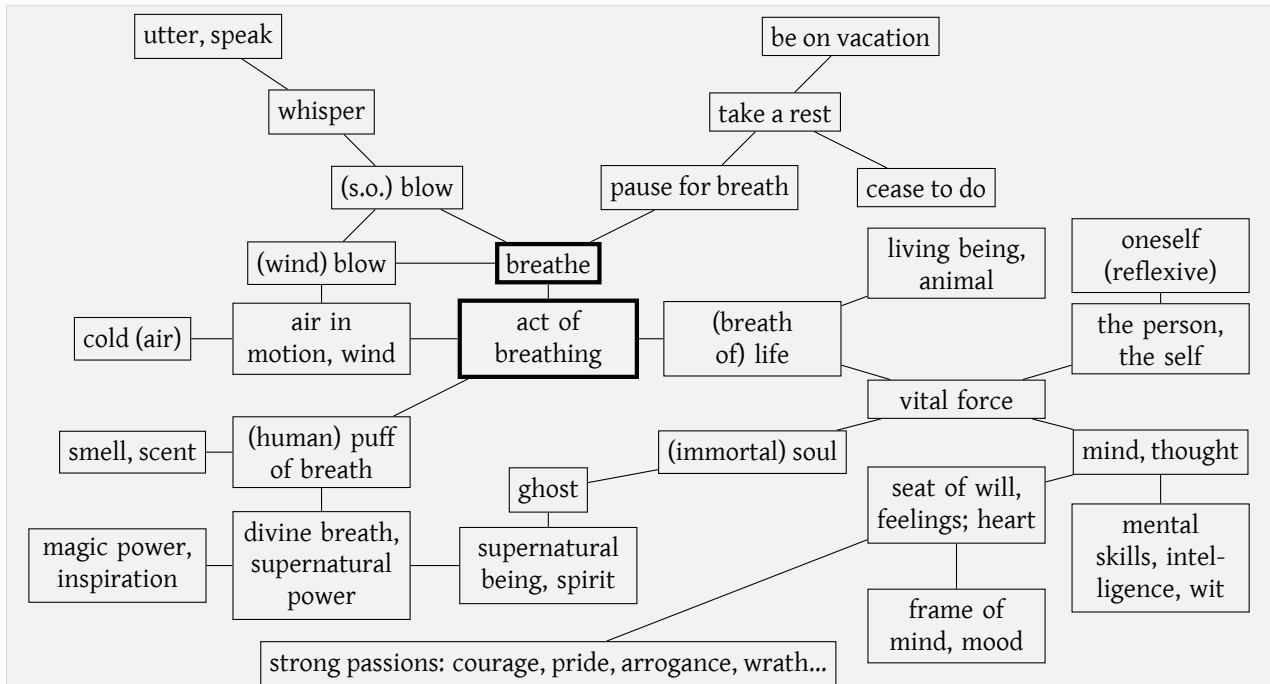 utter, speak
be on vacation
whisper
take a rest
(s.o.) blow
pause for breath
cease to do
(wind) blow
breathe
living being,
animal
oneself
(reflexive)
cold (air)
air in
motion, wind
act of
breathing
(breath
of) life
the person,
the self
vital force
smell, scent
(human) puff
of breath
(immortal) soul
mind, thought
ghost
seat of will,
feelings; heart
magic power,
inspiration
divine breath,
supernatural
power
supernatural
being, spirit
mental
skills, intel-
ligence, wit
frame of
mind, mood
strong passions: courage, pride, arrogance, wrath...